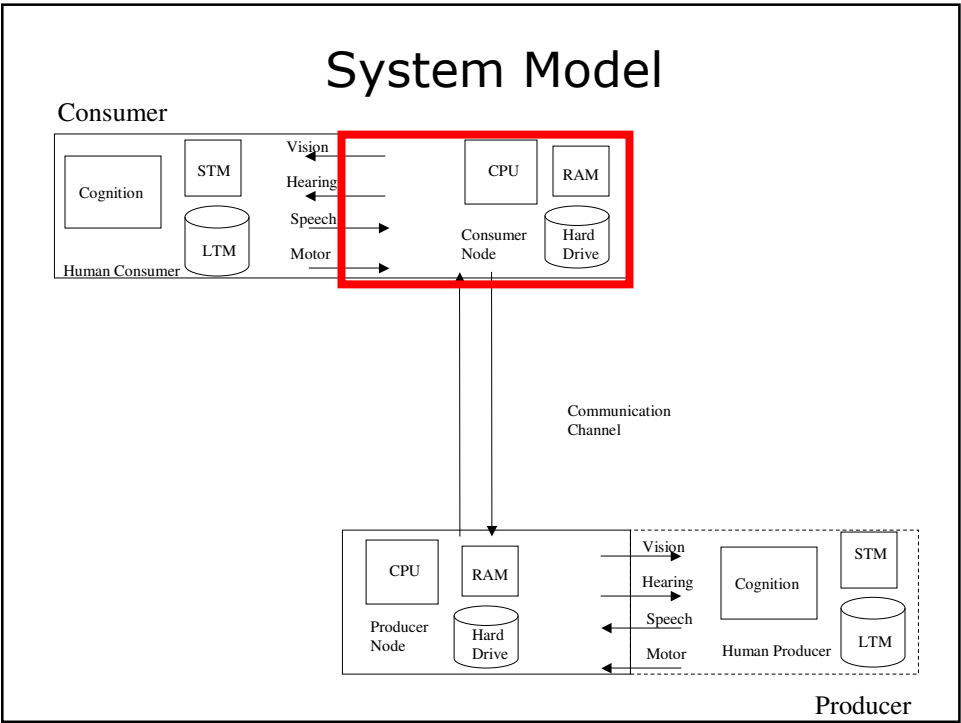 System Model
Consumer
Cognition
STM
LTM
Human Consumer
Vision
Hearing
Speech
Motor
CPU
RAM
Consumer
Node
Hard
Drive
Communication
Channel
CPU
RAM
Producer
Node
Hard
Drive
Vision
Hearing
Speech
Motor
Cognition
STM
LTM
Human Producer
Producer